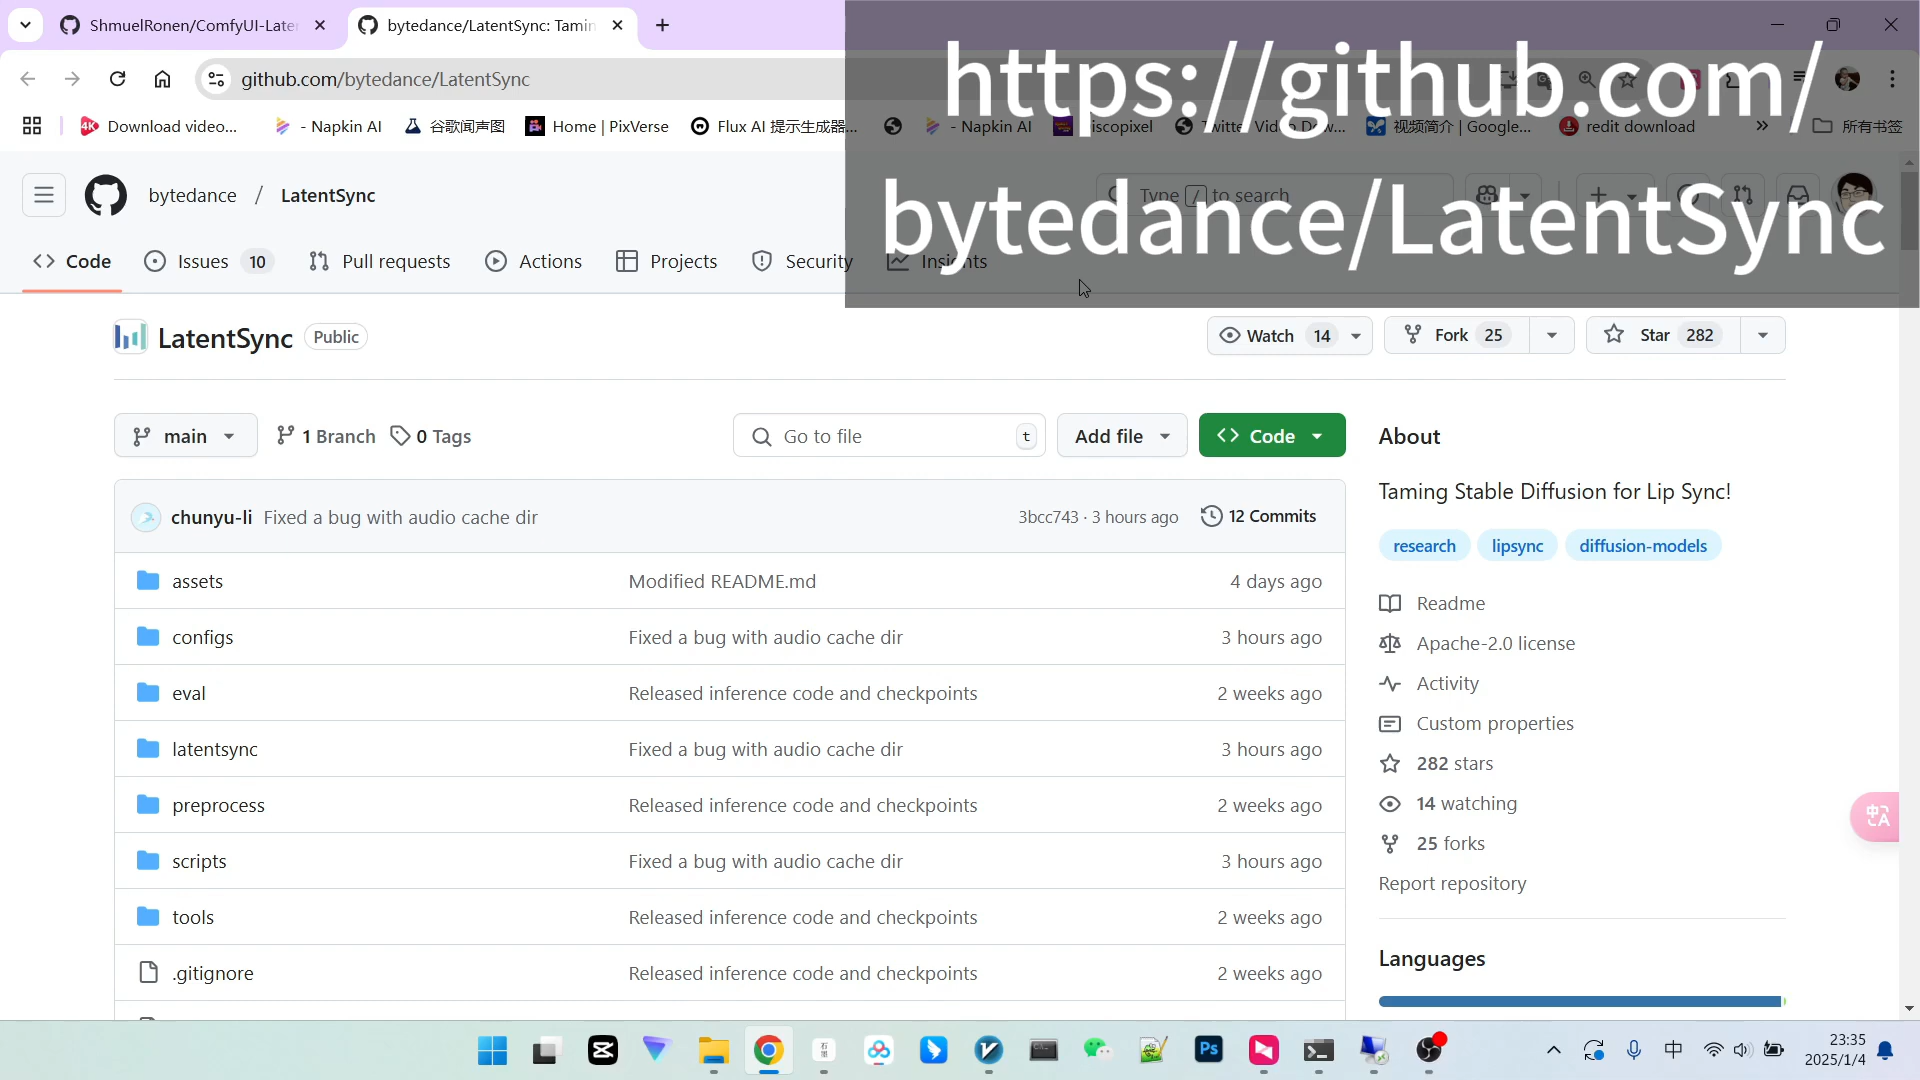 ShmuelRonen/ComfyUI-Late
bytedance/LatentSync: Tamin
github.com/bytedance/LatentSync
https://github.com/
bytedance/LatentSync
Download video...
- Napkin AI
谷歌闻声图
Home | PixVerse
Flux AI 提示生成器...
- Napkin AI
iscopixel
Twitte Video Dow...
视频简介 | Google...
redit download
所有书签
bytedance / LatentSync
Type / to search
Code
Issues 10
Pull requests
Actions
Projects
Security
Insights
LatentSync Public
Watch 14
Fork 25
Star 282
main
1 Branch
0 Tags
Go to file t
Add file
Code
About
Taming Stable Diffusion for Lip Sync!
research lipsync diffusion-models
Readme
Apache-2.0 license
Activity
Custom properties
282 stars
14 watching
25 forks
Report repository
Languages
chunyu-li Fixed a bug with audio cache dir 3bcc743 · 3 hours ago 12 Commits
assets Modified README.md 4 days ago
configs Fixed a bug with audio cache dir 3 hours ago
eval Released inference code and checkpoints 2 weeks ago
latentsync Fixed a bug with audio cache dir 3 hours ago
preprocess Released inference code and checkpoints 2 weeks ago
scripts Fixed a bug with audio cache dir 3 hours ago
tools Released inference code and checkpoints 2 weeks ago
.gitignore Released inference code and checkpoints 2 weeks ago
Ps
中
23:35
2025/1/4